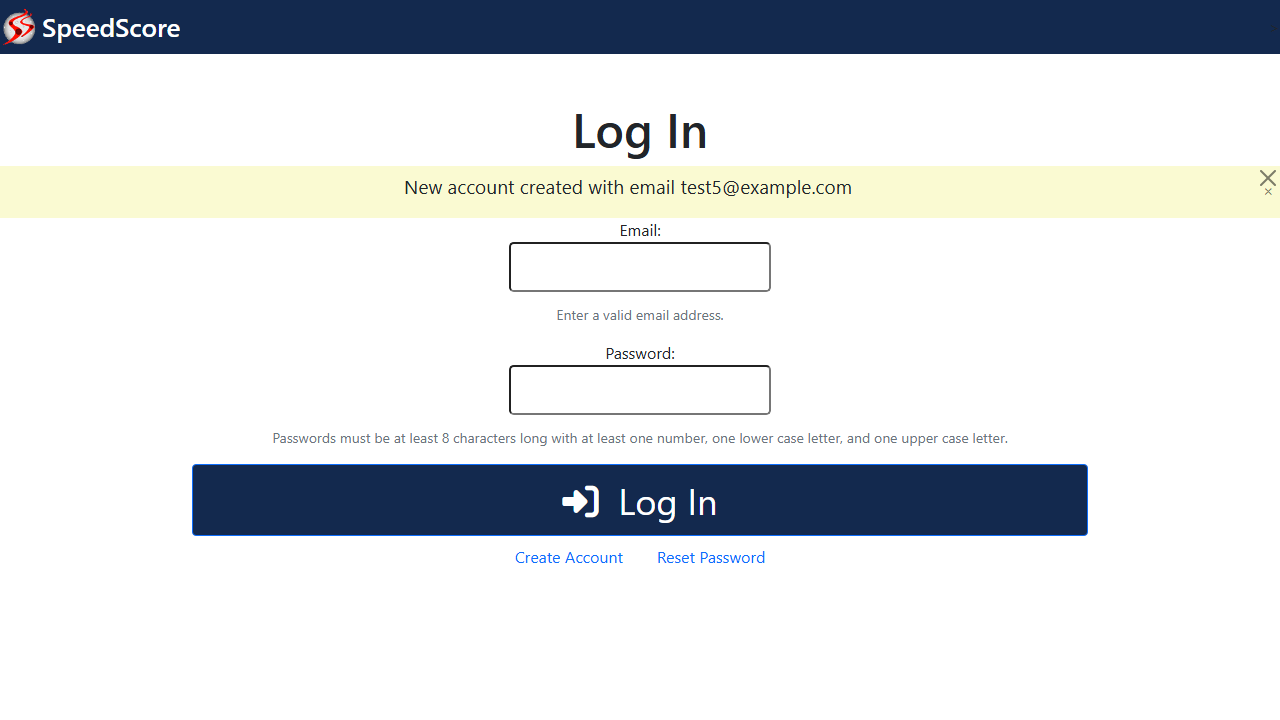 SpeedScore
Log In
New account created with email test5@example.com
×
Email:
Enter a valid email address.
Password:
Passwords must be at least 8 characters long with at least one number, one lower case letter, and one upper case letter.
Log In
Create Account Reset Password